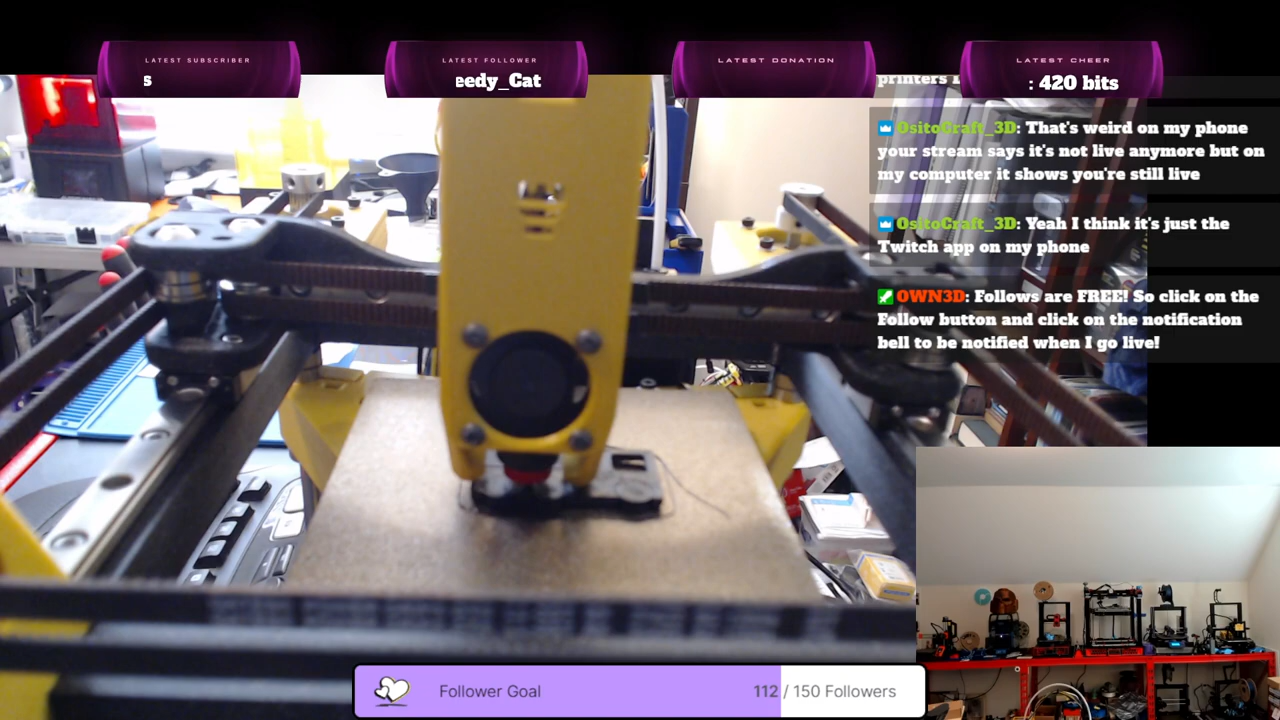 LATEST SUBSCRIBER
s
LATEST FOLLOWER
eedy_Cat
LATEST DONATION
LATEST CHEER
: 420 bits
printers
OsitoCraft_3D: That's weird on my phone
your stream says it's not live anymore but on
my computer it shows you're still live
OsitoCraft_3D: Yeah I think it's just the
Twitch app on my phone
OWN3D: Follows are FREE! So click on the
Follow button and click on the notification
bell to be notified when I go live!
Follower Goal
112 / 150 Followers